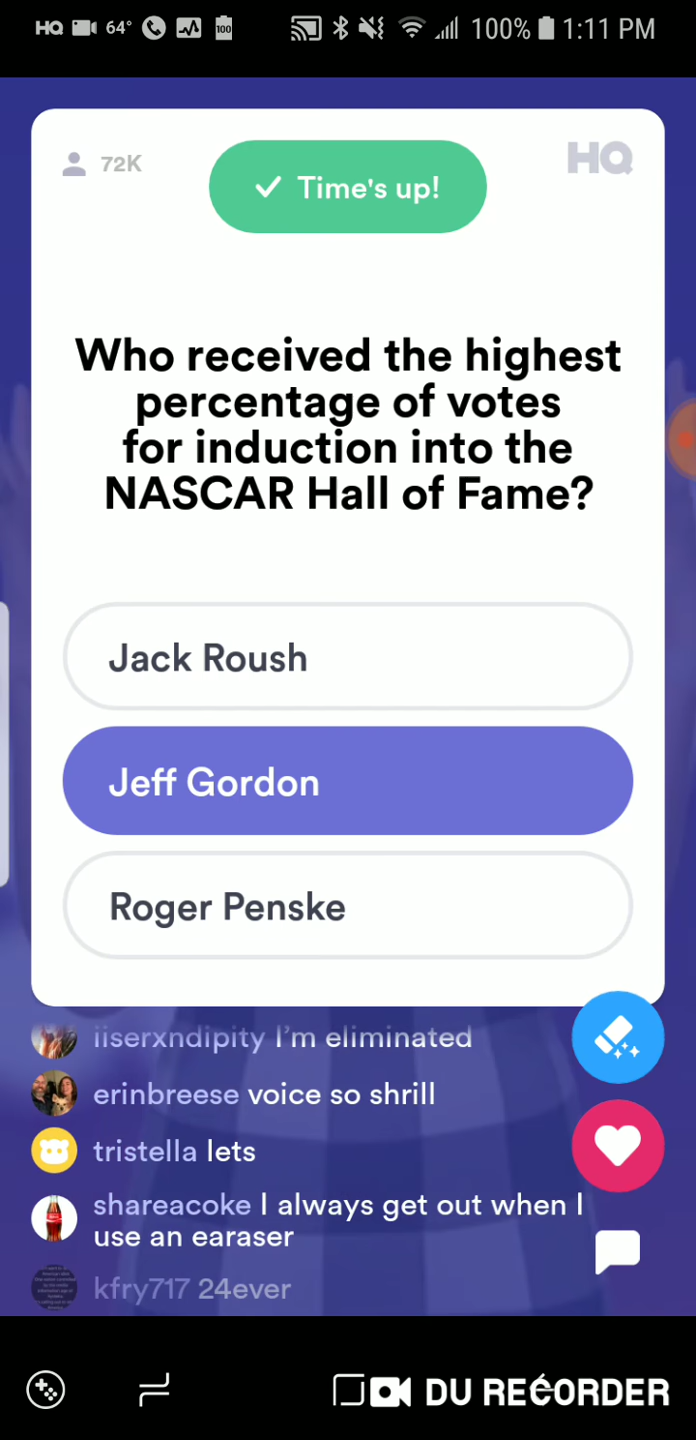 HQ 64° 100 100% 1:11 PM
72K
Time's up!
HQ
Who received the highest
percentage of votes
for induction into the
NASCAR Hall of Fame?
Jack Roush
Jeff Gordon
Roger Penske
iiserxndipity I'm eliminated
erinbreese voice so shrill
tristella lets
shareacoke I always get out when I
use an earaser
kfry717 24ever
DU RECORDER